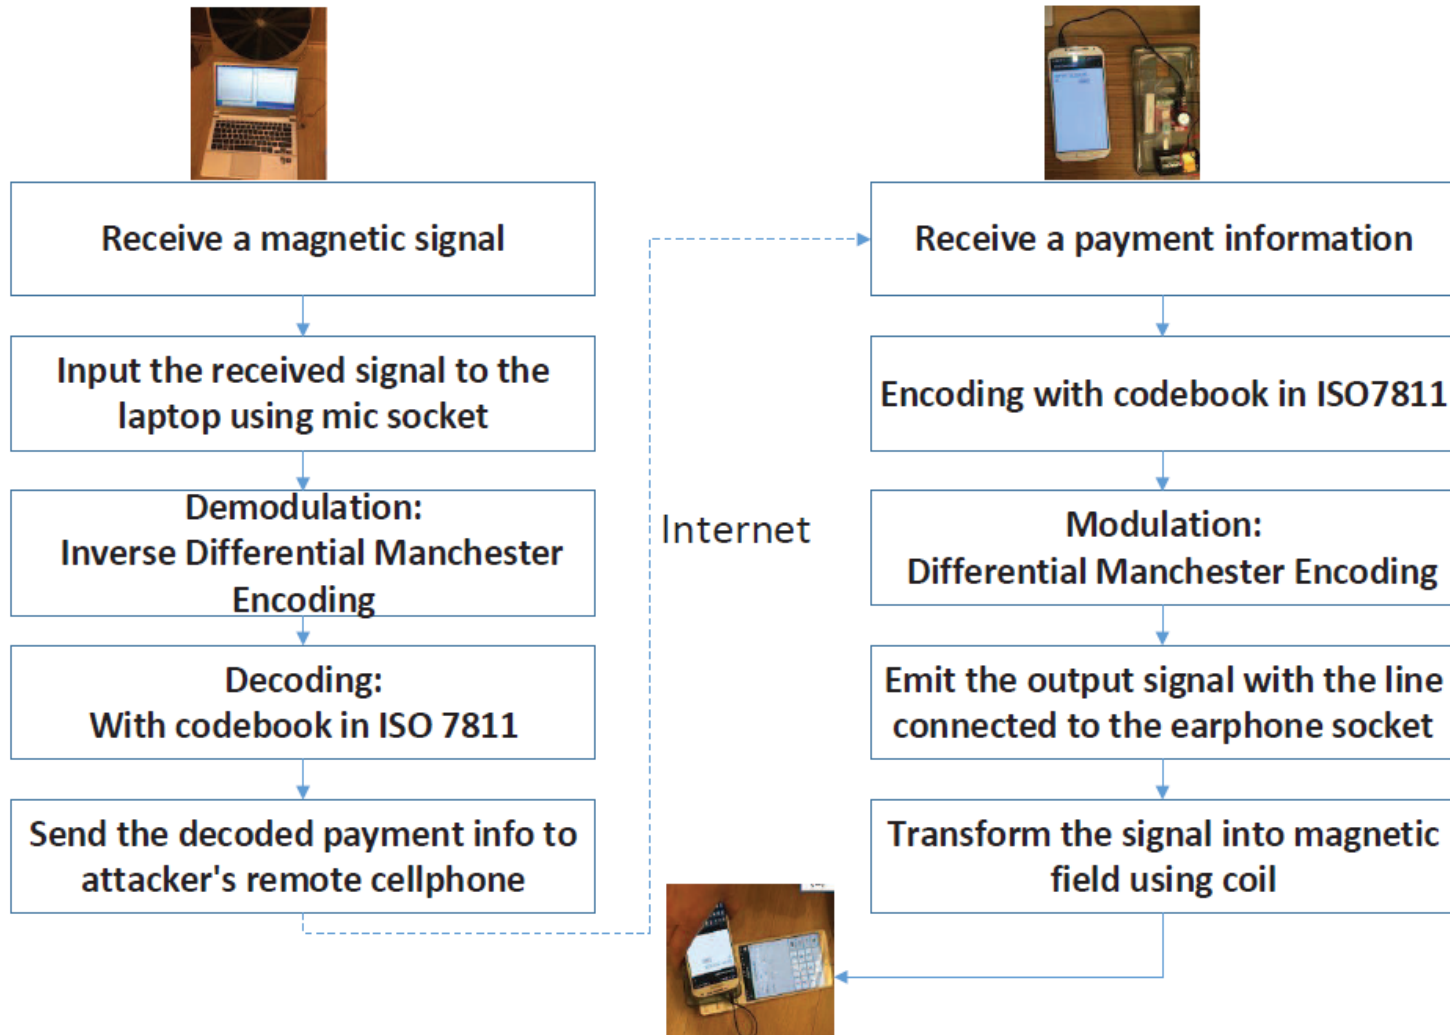 Receive a magnetic signal
Input the received signal to the
laptop using mic socket
Demodulation:
Inverse Differential Manchester
Encoding
Decoding:
With codebook in ISO 7811
Send the decoded payment info to
attacker's remote cellphone
Internet
Receive a payment information
Encoding with codebook in ISO7811
Modulation:
Differential Manchester Encoding
Emit the output signal with the line
connected to the earphone socket
Transform the signal into magnetic
field using coil